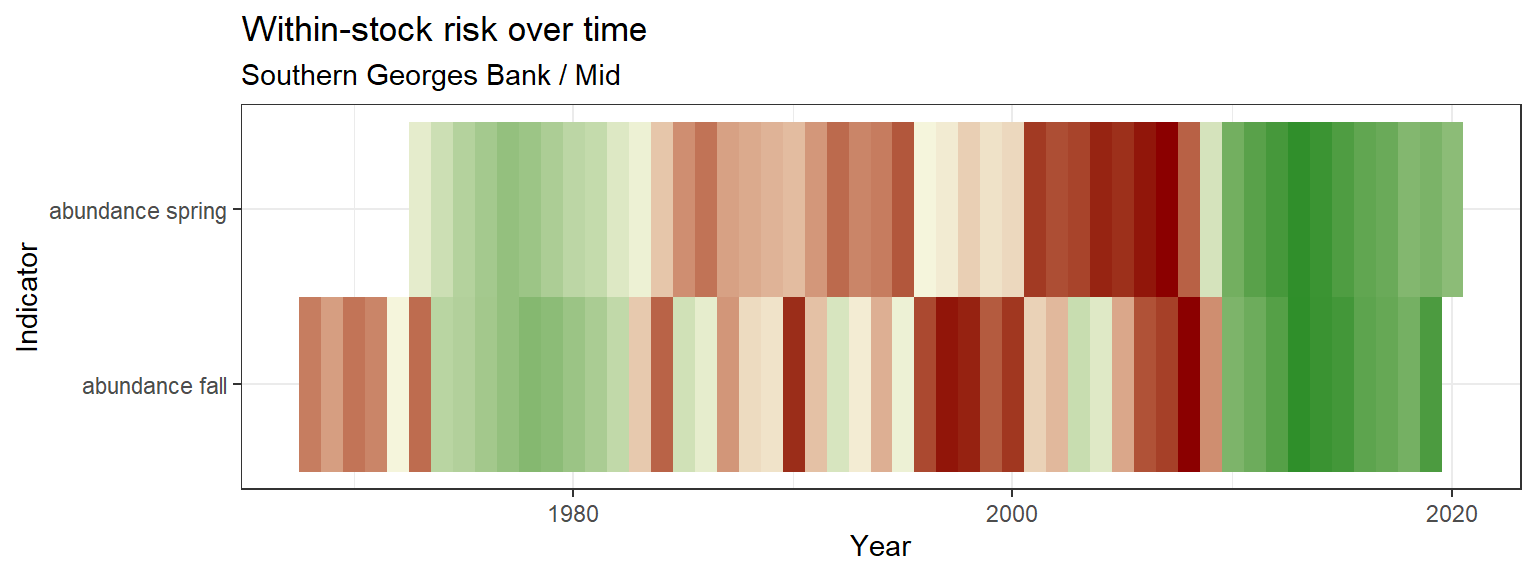 Within-stock risk over time
Southern Georges Bank / Mid
Indicator
abundance spring
abundance fall
1980
2000
2020
Year